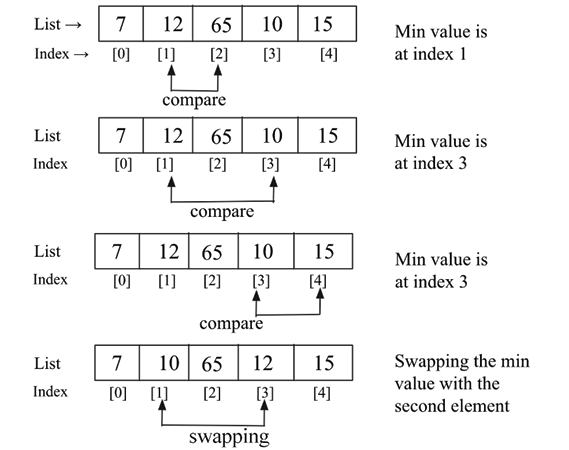 List → 7 12 65 10 15
Index → [0] [1] [2] [3] [4]
Min value is
at index 1
compare
List 7 12 65 10 15
Index [0] [1] [2] [3] [4]
Min value is
at index 3
compare
List 7 12 65 10 15
Index [0] [1] [2] [3] [4]
Min value is
at index 3
compare
List 7 10 65 12 15
Index [0] [1] [2] [3] [4]
Swapping the min
value with the
second element
swapping